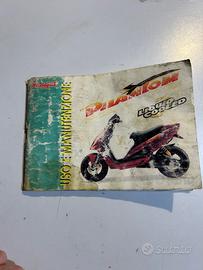 USO E MANUTENZIONE
PHANTOM
LIQUID
COOLED
Subito